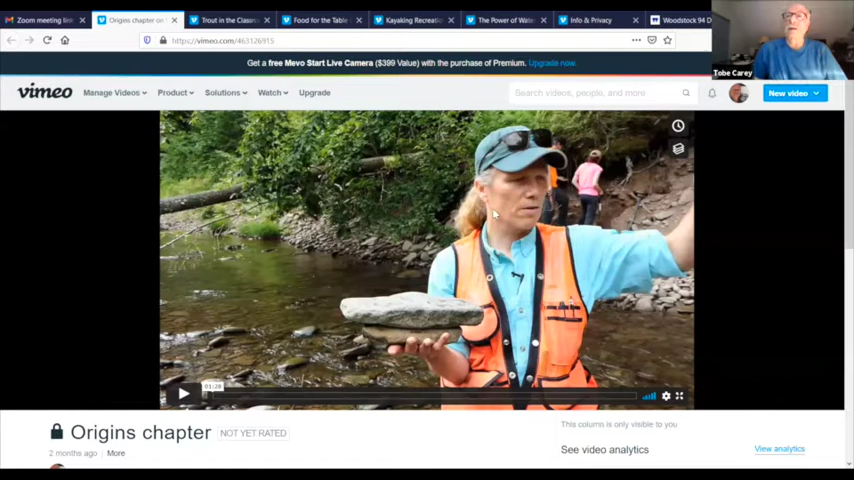 Zoom meeting link
Origins chapter on
Trout in the Classro
Food for the Table
Kayaking Recreatio
The Power of Wate
Info & Privacy
Woodstock 94 D
https://vimeo.com/463126915
Tobe Carey
Get a free Mevo Start Live Camera ($399 Value) with the purchase of Premium. Upgrade now.
vimeo
Manage Videos
Product
Solutions
Watch
Upgrade
Search videos, people, and more
New video
01:28
Origins chapter
NOT YET RATED
2 months ago
More
This column is only visible to you
See video analytics
View analytics